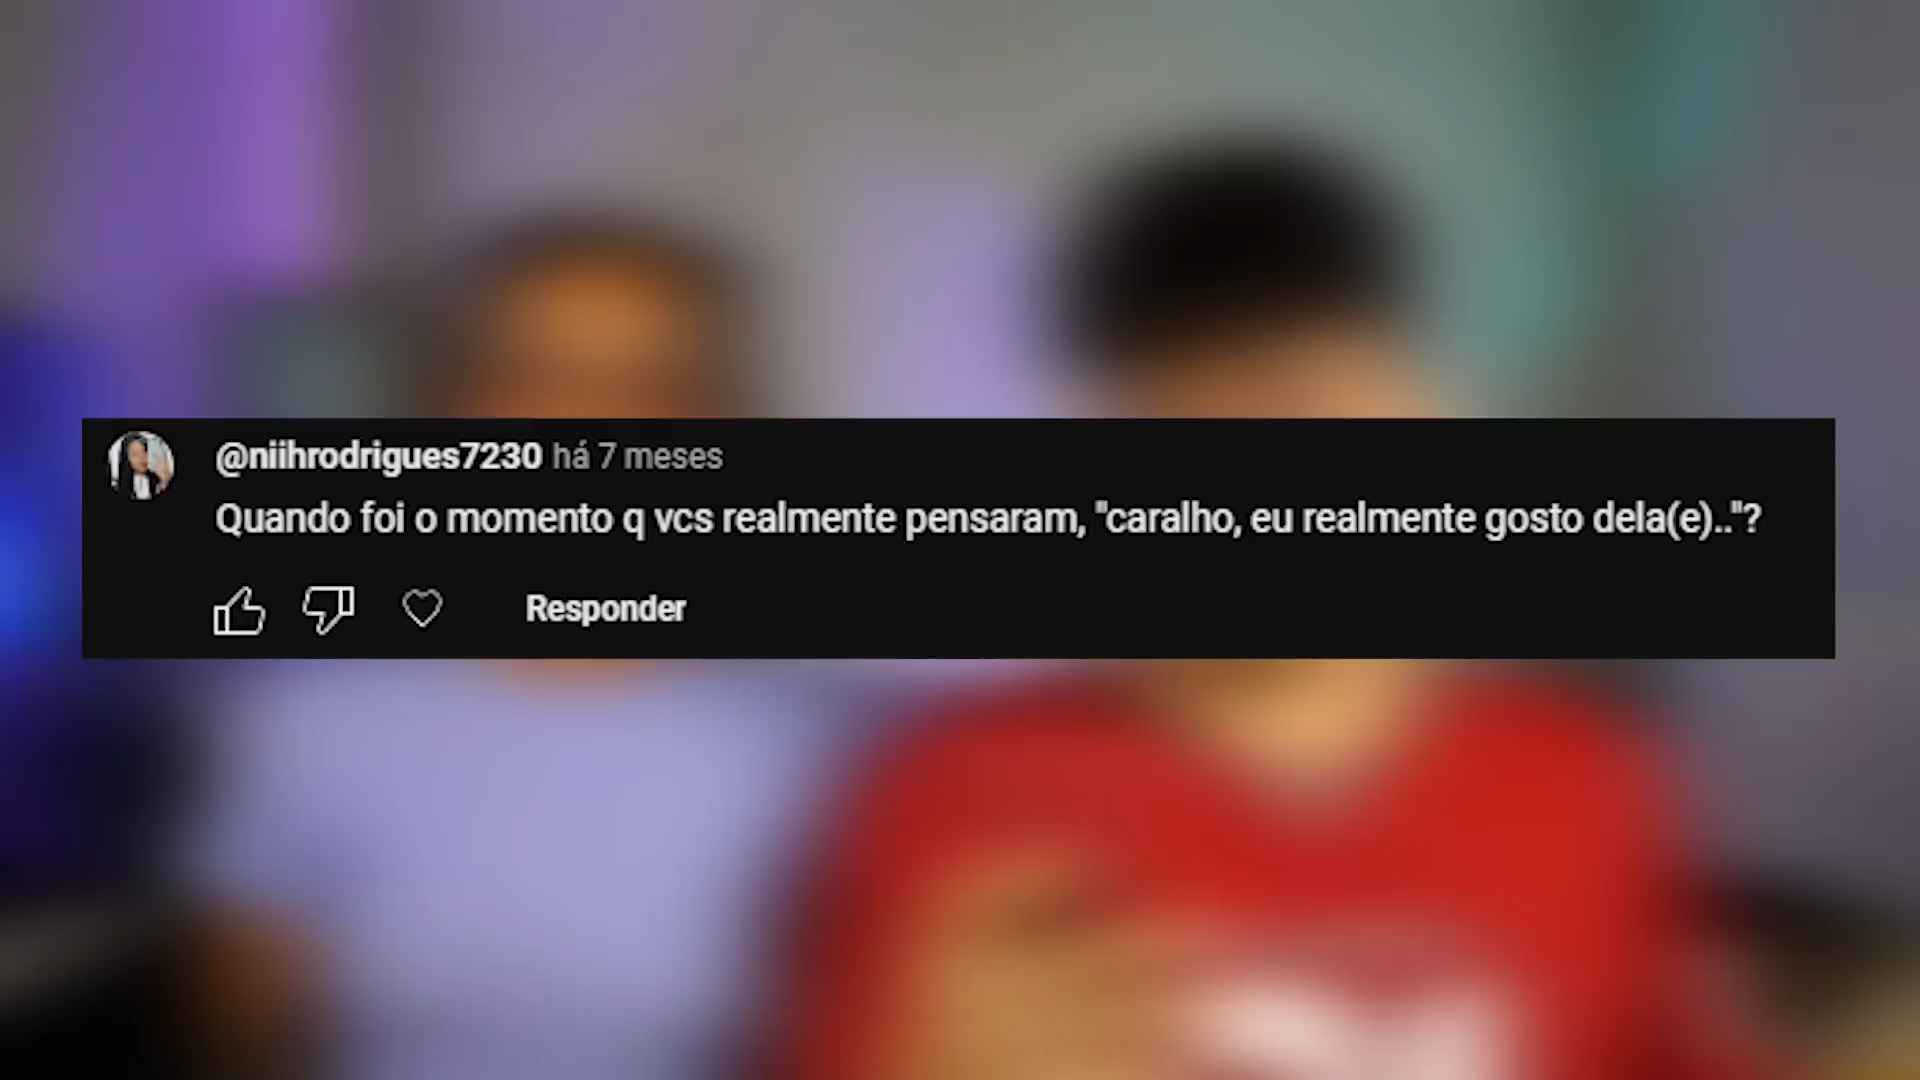 @niihrodrigues7230 há 7 meses
Quando foi o momento q vcs realmente pensaram, "caralho, eu realmente gosto dela(e).."?
Responder